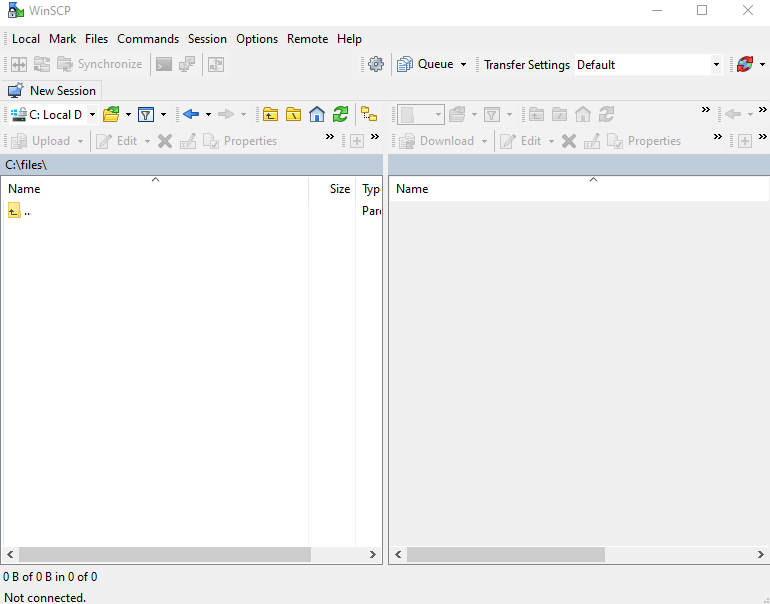 WinSCP
Local Mark Files Commands Session Options Remote Help
Synchronize Queue Transfer Settings Default
New Session
C: Local D
Upload Edit Properties » » Download Edit Properties » »
C:\files\
Name Size Typ Name
.. Pare
0 B of 0 B in 0 of 0
Not connected.